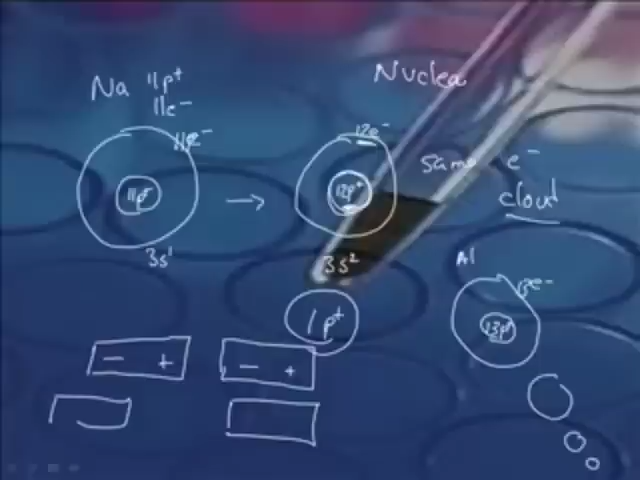 Na 11p+
11e-
Nuclea
11e-
12e-
same e-
cloud
11p+
→
12p+
3s1
3s2
Al
13e-
1p+
13p+
- +
- +